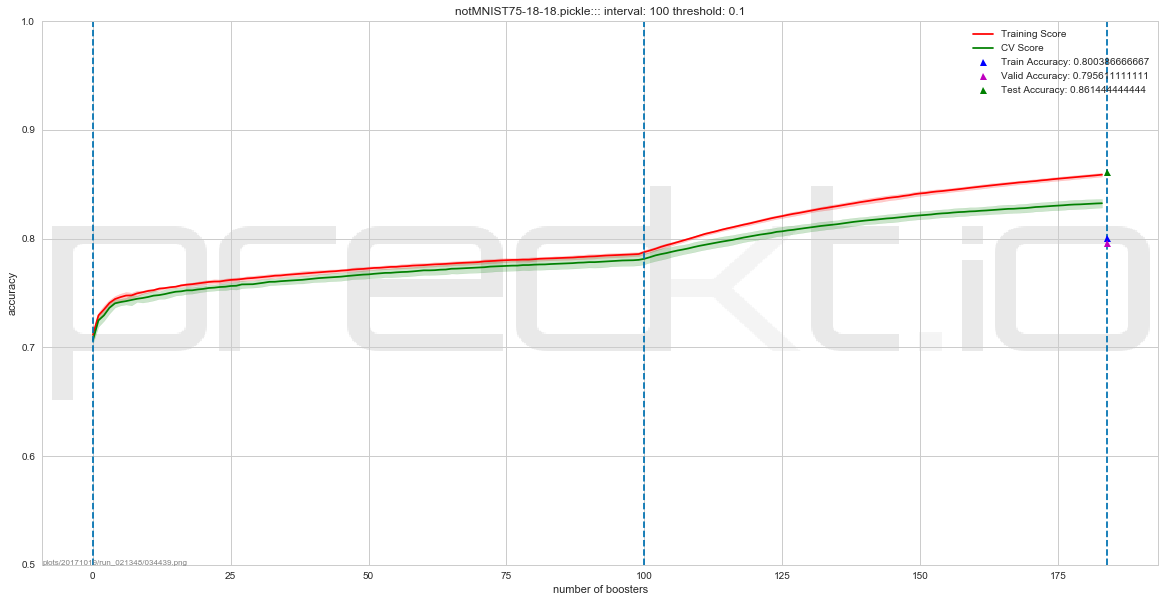 notMNIST75-18-18.pickle::: interval: 100 threshold: 0.1
1.0
Training Score
CV Score
Train Accuracy: 0.800386666667
Valid Accuracy: 0.795611111111
Test Accuracy: 0.861444444444
0.9
0.8
0.7
0.6
0.5
accuracy
preckt.io
0
25
50
75
100
125
150
175
number of boosters